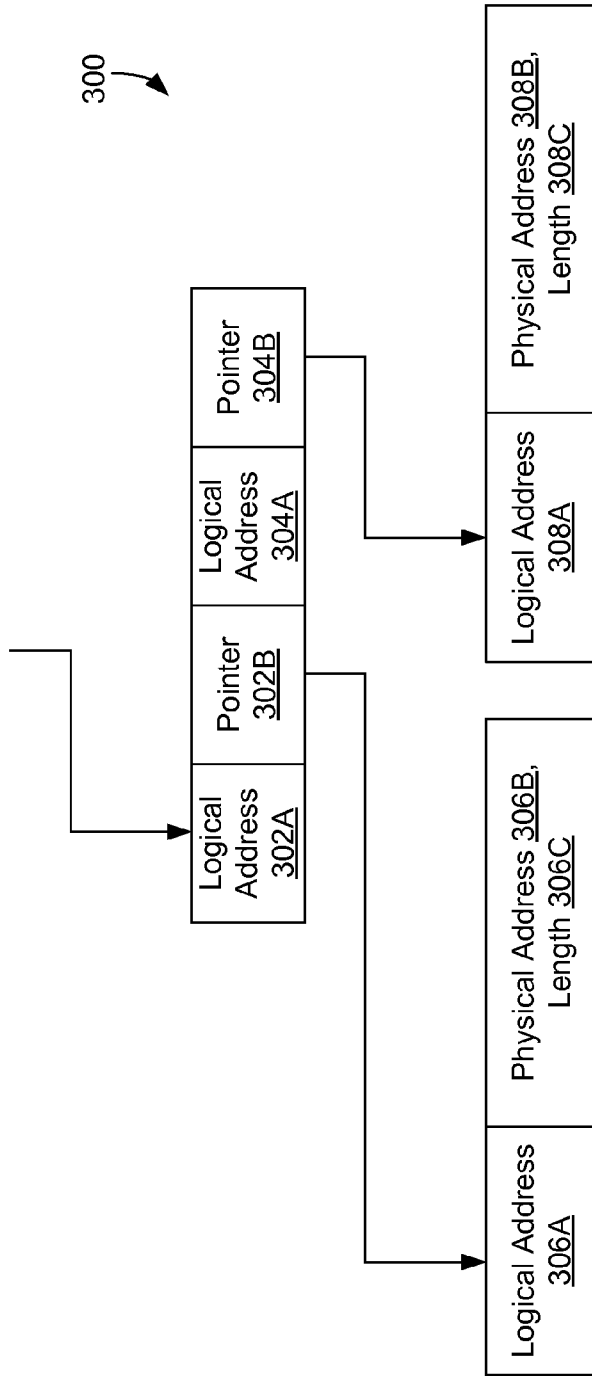 300
Logical
Address
302A
Pointer
302B
Logical
Address
304A
Pointer
304B
Logical Address
306A
Physical Address 306B,
Length 306C
Logical Address
308A
Physical Address 308B,
Length 308C